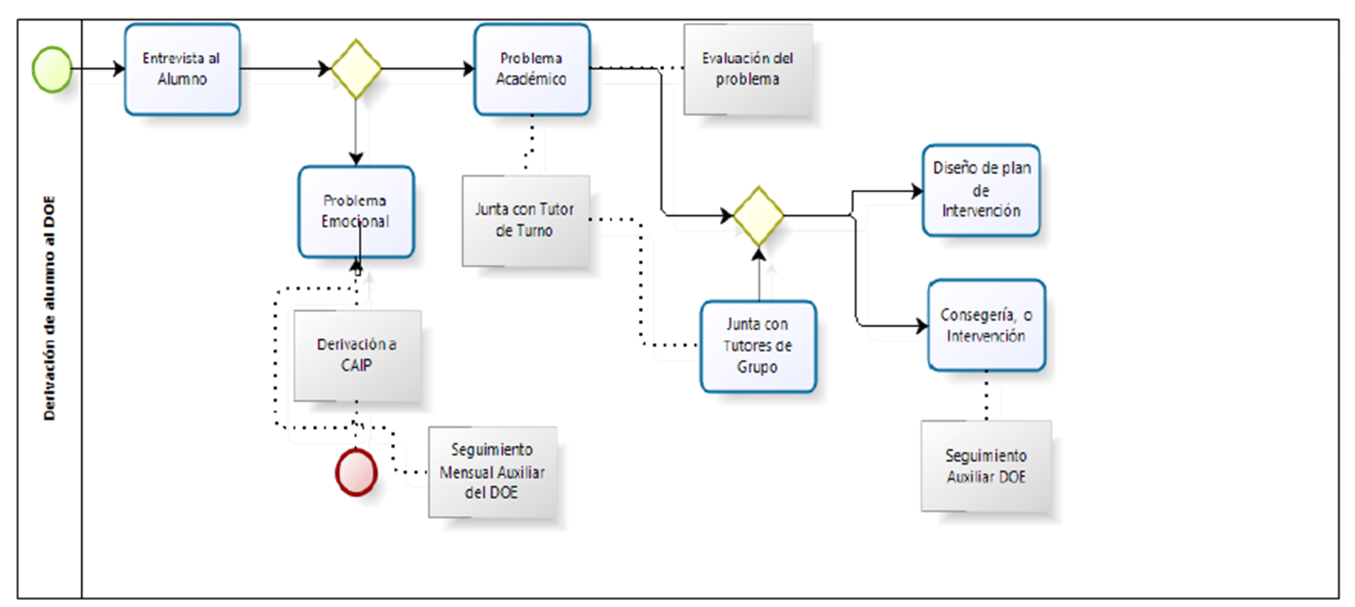 Derivación de alumno al DOE
Entrevista al
Alumno
Problema
Académico
Evaluación del
problema
Problema
Emocional
Junta con Tutor
de Turno
Diseño de plan
de
Intervención
Derivación a
CAIP
Junta con
Tutores de
Grupo
Consegería, o
Intervención
Seguimiento
Mensual Auxiliar
del DOE
Seguimiento
Auxiliar DOE